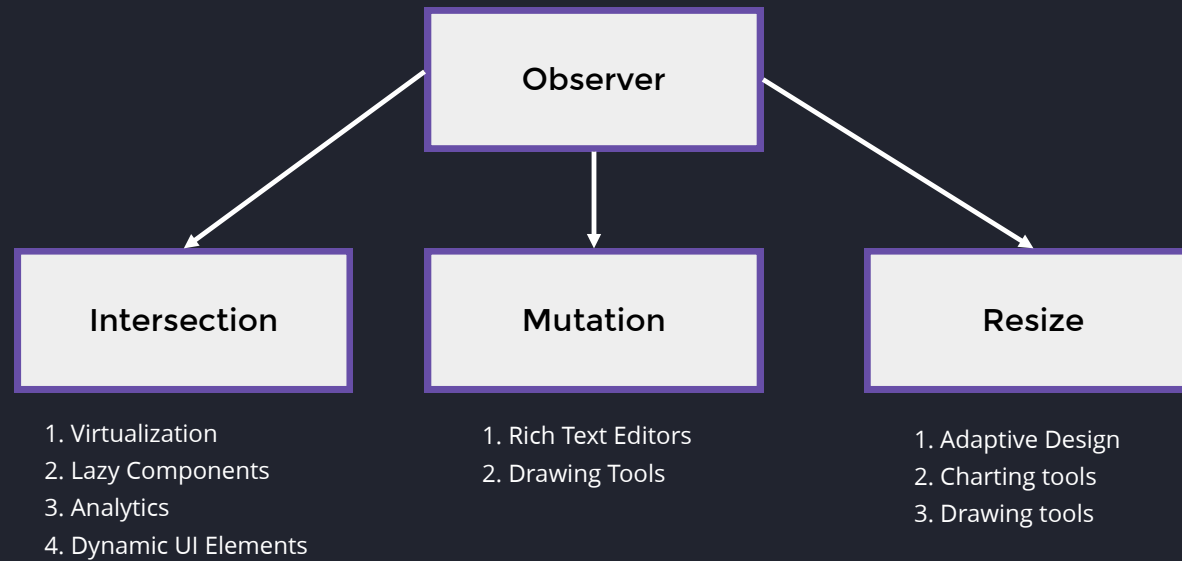 Observer
Intersection
Mutation
Resize
1. Virtualization
2. Lazy Components
3. Analytics
4. Dynamic UI Elements
1. Rich Text Editors
2. Drawing Tools
1. Adaptive Design
2. Charting tools
3. Drawing tools